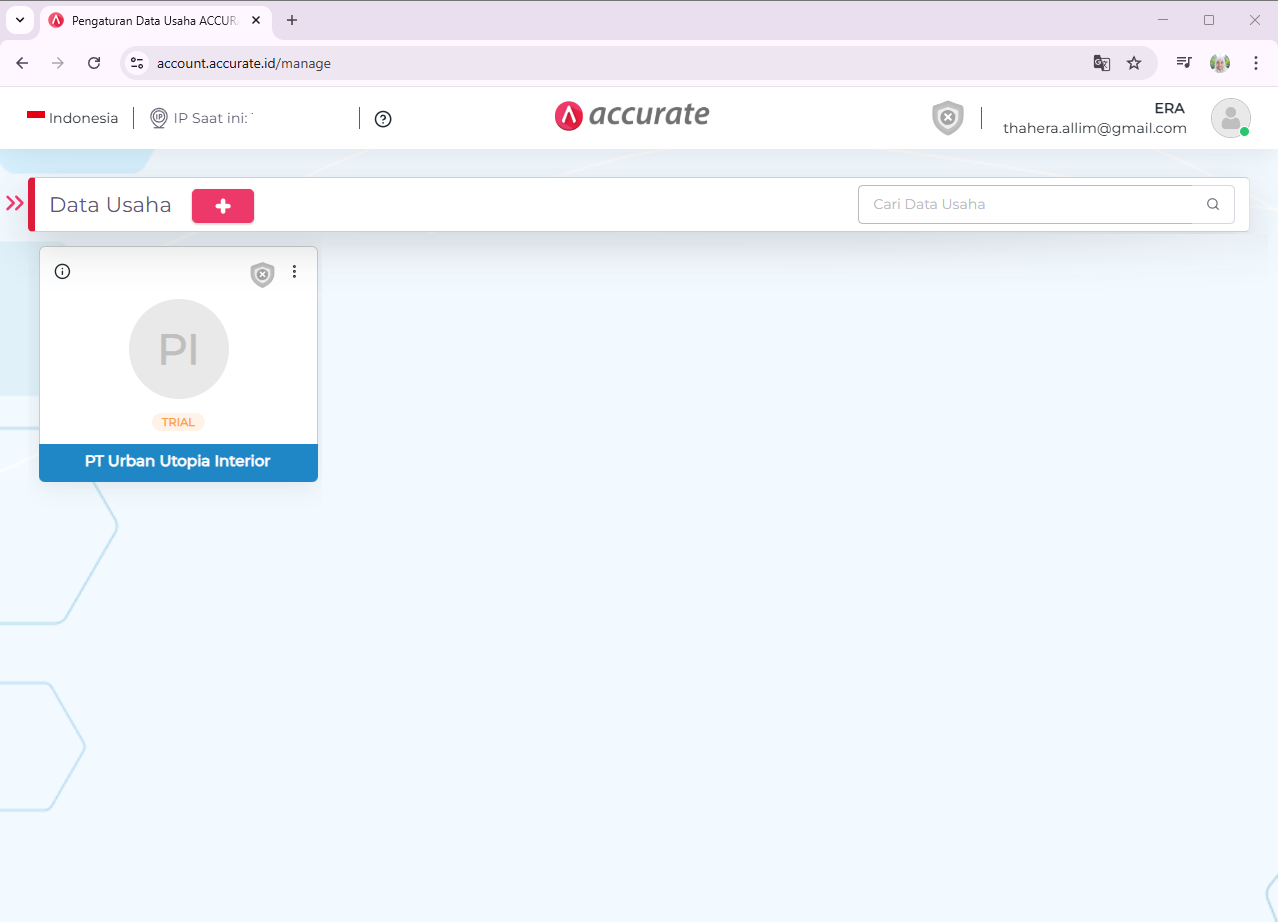 Pengaturan Data Usaha ACCUR
account.accurate.id/manage
Indonesia
IP
IP Saat ini:
accurate
ERA
thahera.allim@gmail.com
Data Usaha
Cari Data Usaha
PI
TRIAL
PT Urban Utopia Interior